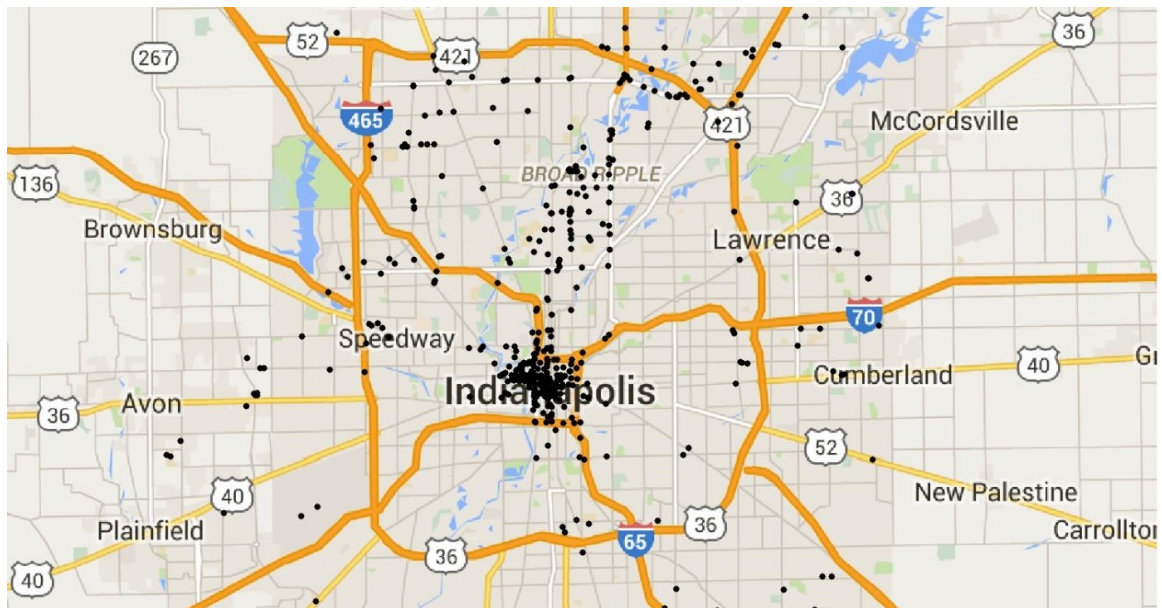 52
421
36
267
465
421
McCordsville
136
BROAD RIPPLE
36
Brownsburg
Lawrence
70
Speedway
40
G
Cumberland
36
Avon
Indianapolis
52
40
New Palestine
Plainfield
36
Carrollto
65
36
40